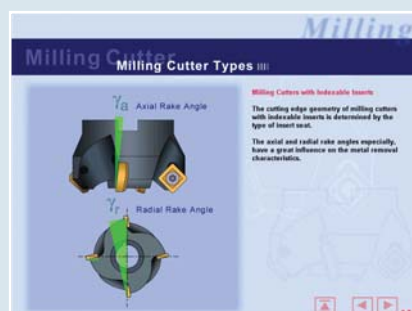 Milling
Milling Cutter
Milling Cutter Types
γa Axial Rake Angle
γr Radial Rake Angle
Milling Cutters with Indexable Inserts
The cutting edge geometry of milling cutters
with indexable inserts is determined by the
type of insert seat.
The axial and radial rake angles especially,
have a great influence on the metal removal
characteristics.